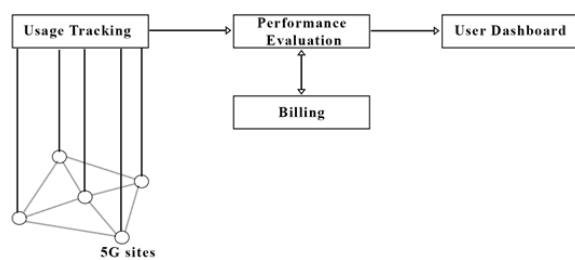 Usage Tracking
Performance
Evaluation
User Dashboard
Billing
5G sites